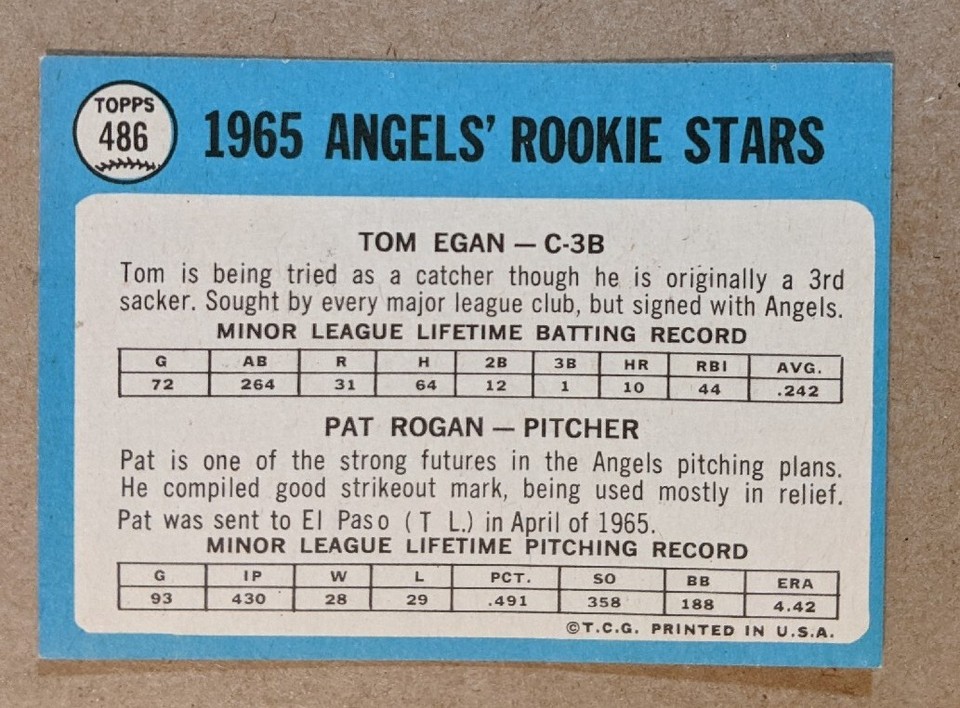 TOPPS
486
1965 ANGELS' ROOKIE STARS
TOM EGAN — C-3B
Tom is being tried as a catcher though he is originally a 3rd
sacker. Sought by every major league club, but signed with Angels.
MINOR LEAGUE LIFETIME BATTING RECORD
G AB R H 2B 3B HR RBI AVG.
72 264 31 64 12 1 10 44 .242
PAT ROGAN — PITCHER
Pat is one of the strong futures in the Angels pitching plans.
He compiled good strikeout mark, being used mostly in relief.
Pat was sent to El Paso (T L.) in April of 1965.
MINOR LEAGUE LIFETIME PITCHING RECORD
G IP W L PCT. SO BB ERA
93 430 28 29 .491 358 188 4.42
©T.C.G. PRINTED IN U.S.A.